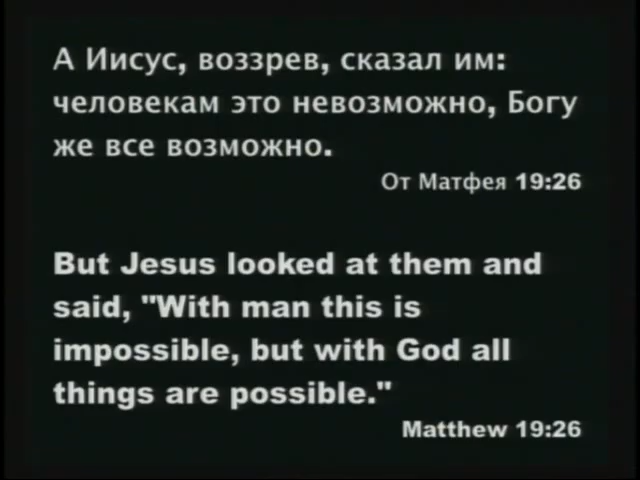 А Иисус, воззрев, сказал им:
человекам это невозможно, Богу
же все возможно.
От Матфея 19:26
But Jesus looked at them and
said, "With man this is
impossible, but with God all
things are possible."
Matthew 19:26